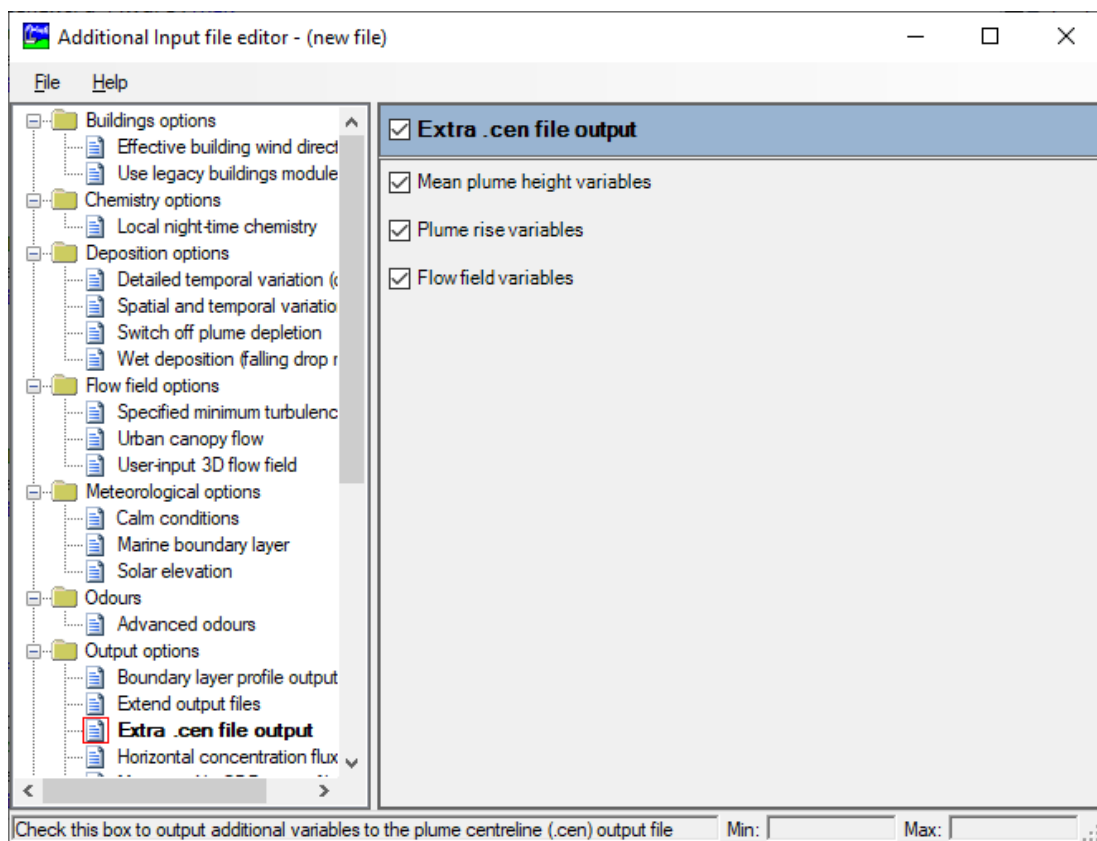 Additional Input file editor - (new file)
File Help
Buildings options
Effective building wind direct
Use legacy buildings module
Chemistry options
Local night-time chemistry
Deposition options
Detailed temporal variation (
Spatial and temporal variatio
Switch off plume depletion
Wet deposition (falling drop r
Flow field options
Specified minimum turbulenc
Urban canopy flow
User-input 3D flow field
Meteorological options
Calm conditions
Marine boundary layer
Solar elevation
Odours
Advanced odours
Output options
Boundary layer profile output
Extend output files
Extra .cen file output
Horizontal concentration flux
Extra .cen file output
Mean plume height variables
Plume rise variables
Flow field variables
Check this box to output additional variables to the plume centreline (.cen) output file Min: Max: